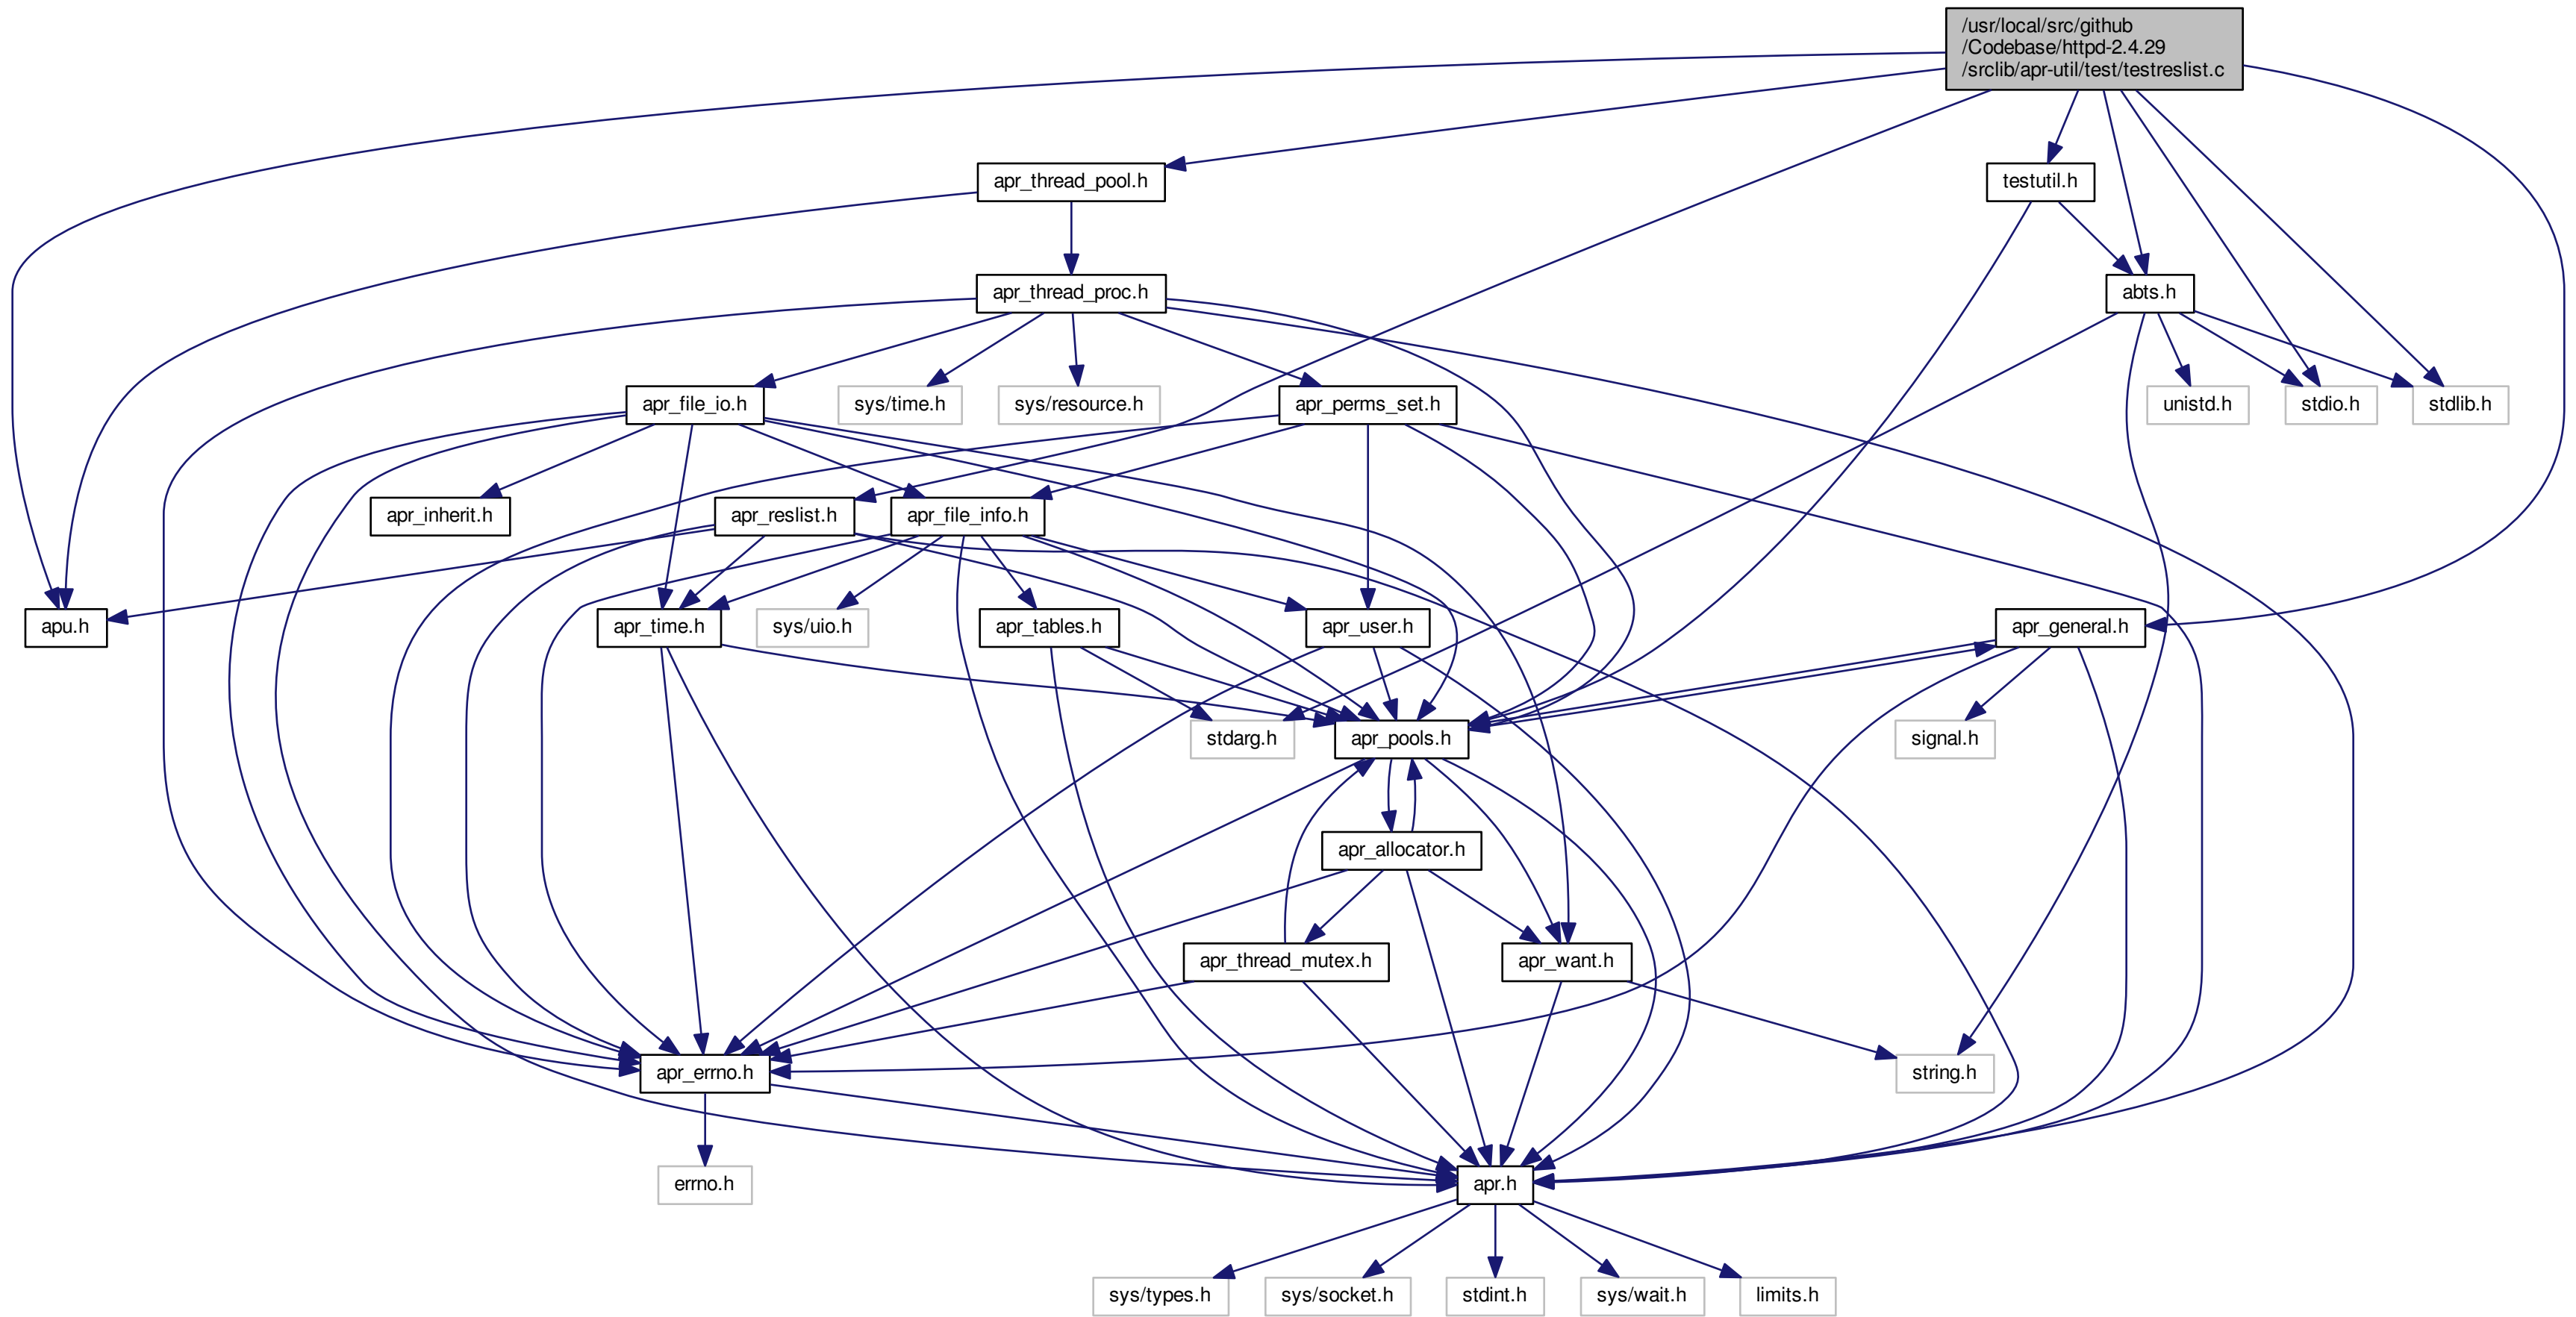 /usr/local/src/github
/Codebase/httpd-2.4.29
/srclib/apr-util/test/testreslist.c
apr_thread_pool.h
testutil.h
apr_thread_proc.h
abts.h
apr_file_io.h
sys/time.h
sys/resource.h
apr_perms_set.h
unistd.h
stdio.h
stdlib.h
apr_inherit.h
apr_reslist.h
apr_file_info.h
apu.h
apr_time.h
sys/uio.h
apr_tables.h
apr_user.h
apr_general.h
stdarg.h
apr_pools.h
signal.h
apr_allocator.h
apr_thread_mutex.h
apr_want.h
apr_errno.h
string.h
errno.h
apr.h
sys/types.h
sys/socket.h
stdint.h
sys/wait.h
limits.h